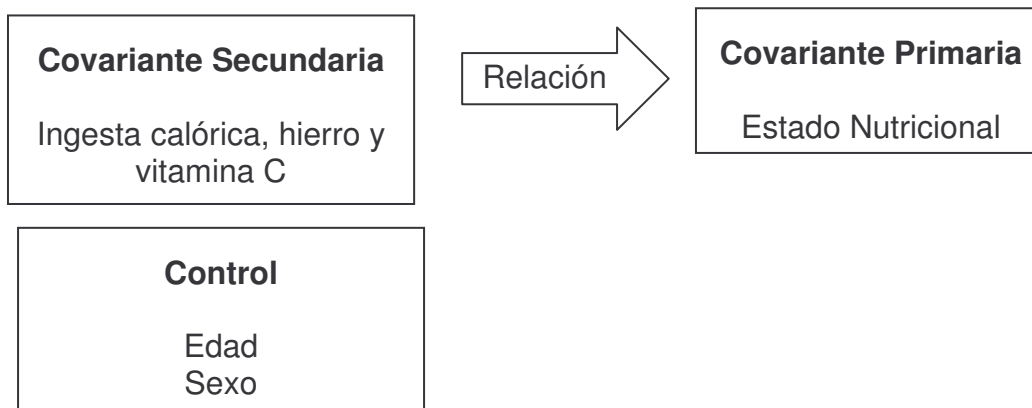 Covariante Secundaria
Ingesta calórica, hierro y
vitamina C
Relación
Covariante Primaria
Estado Nutricional
Control
Edad
Sexo